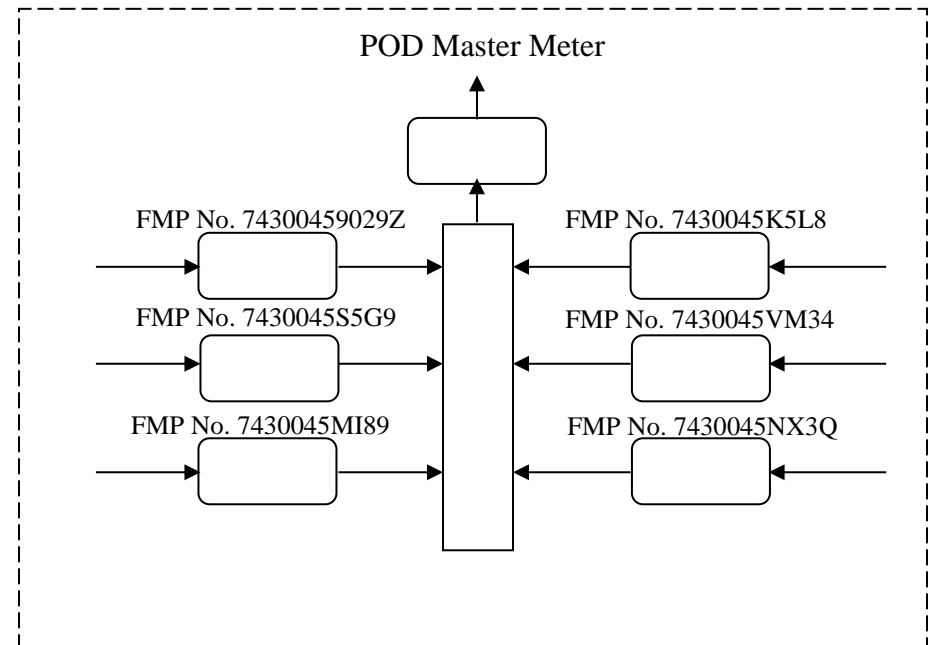 POD Master Meter
FMP No. 74300459029Z
FMP No. 7430045K5L8
FMP No. 7430045S5G9
FMP No. 7430045VM34
FMP No. 7430045MI89
FMP No. 7430045NX3Q